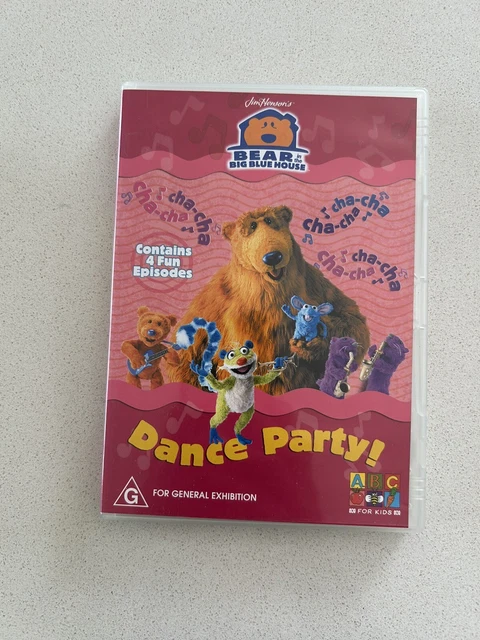 Jim Henson's
BEAR in the
BIG BLUE HOUSE
cha-cha
cha-cha
cha-cha
cha-cha
cha-cha
cha-cha
Contains
4 Fun
Episodes
Dance Party!
G
FOR GENERAL EXHIBITION
ABC
FOR KIDS